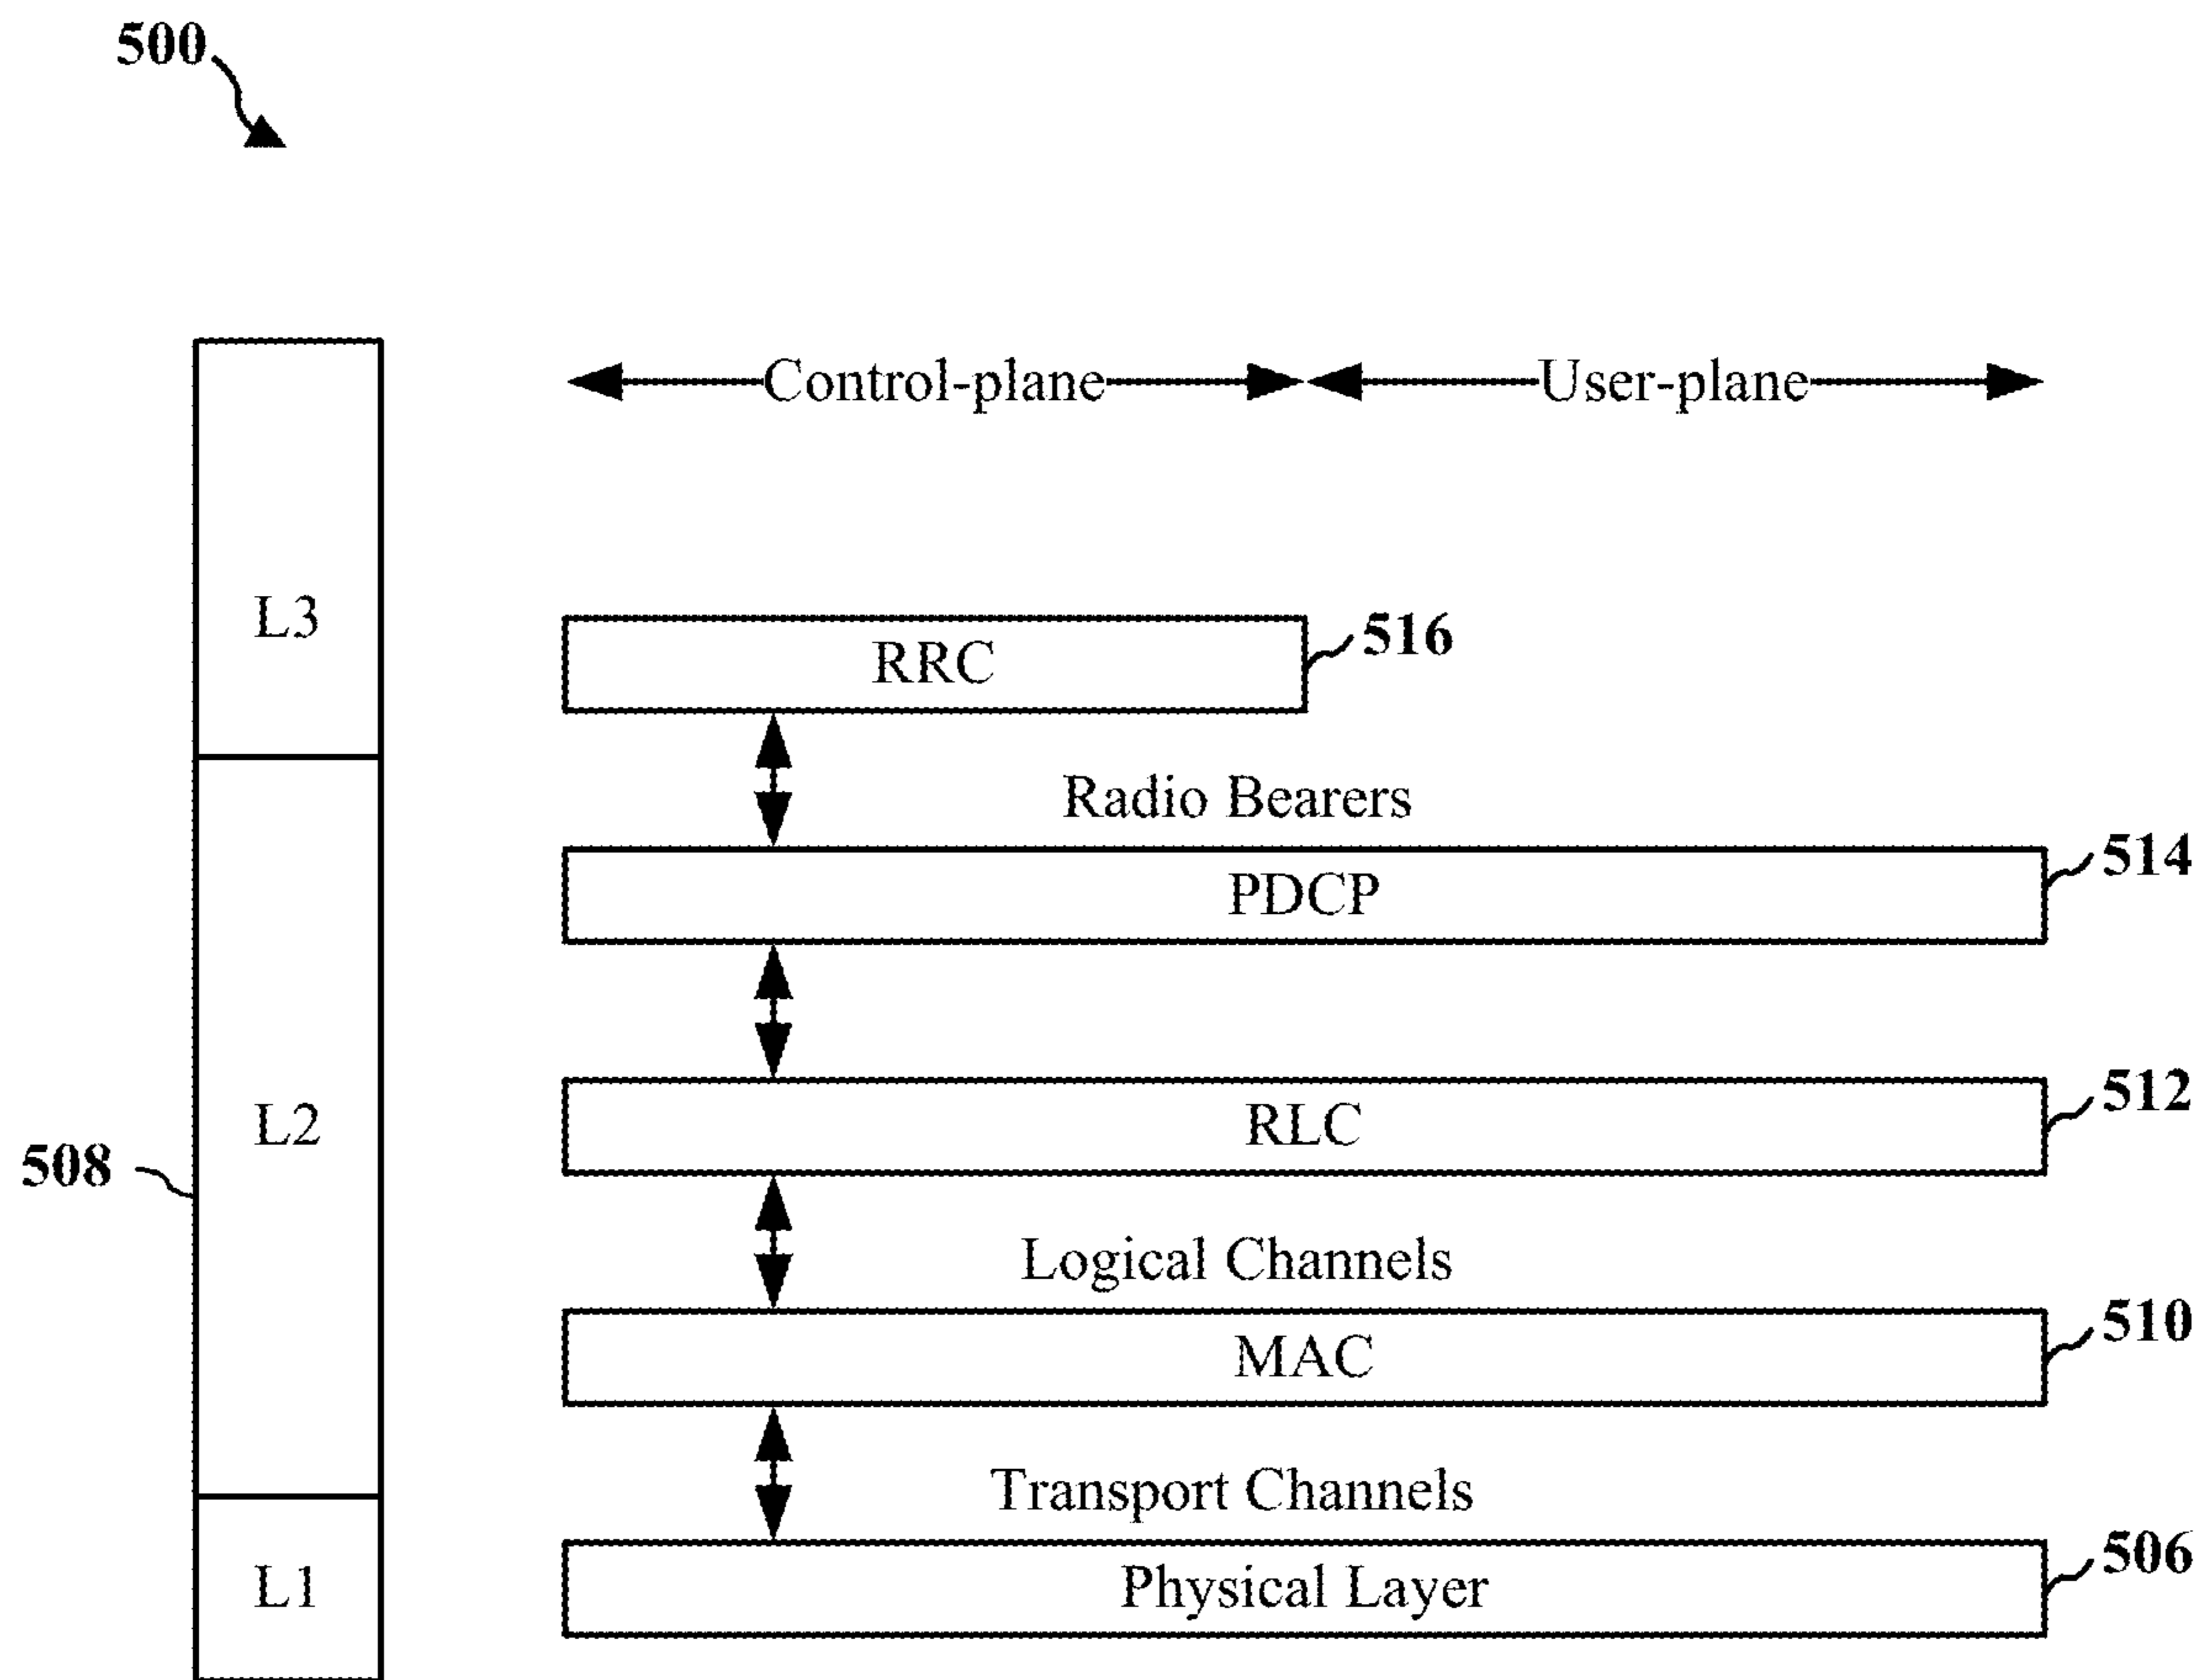 500
Control-plane User-plane
L3
RRC 516
Radio Bearers
PDCP 514
RLC 512
L2
508
Logical Channels
MAC 510
Transport Channels
L1
Physical Layer 506